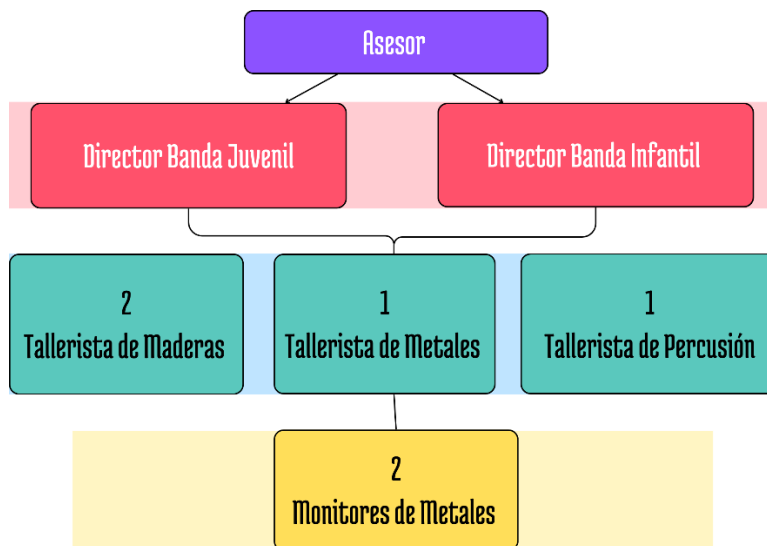 Asesor
Director Banda Juvenil
Director Banda Infantil
2
Tallerista de Maderas
1
Tallerista de Metales
1
Tallerista de Percusión
2
Monitores de Metales